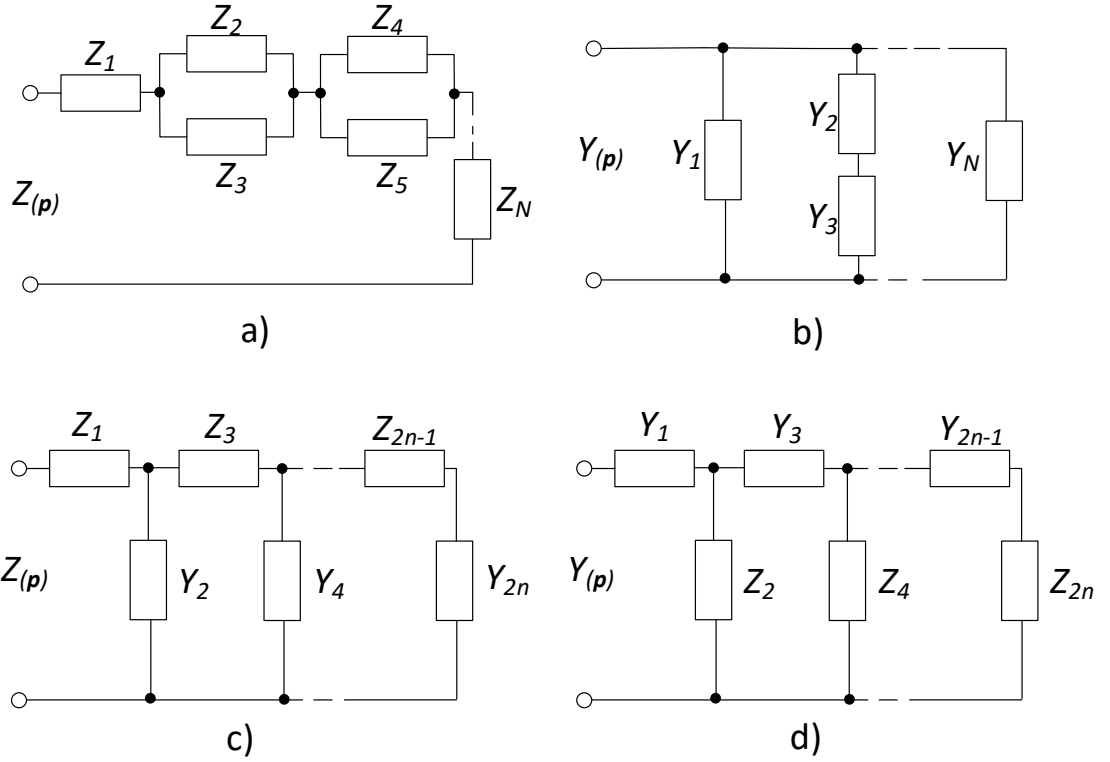 Z1
Z2
Z3
Z4
Z5
ZN
Z(p)
a)
Y(p)
Y1
Y2
Y3
YN
b)
Z1
Z3
Z2n-1
Z(p)
Y2
Y4
Y2n
c)
Y1
Y3
Y2n-1
Y(p)
Z2
Z4
Z2n
d)